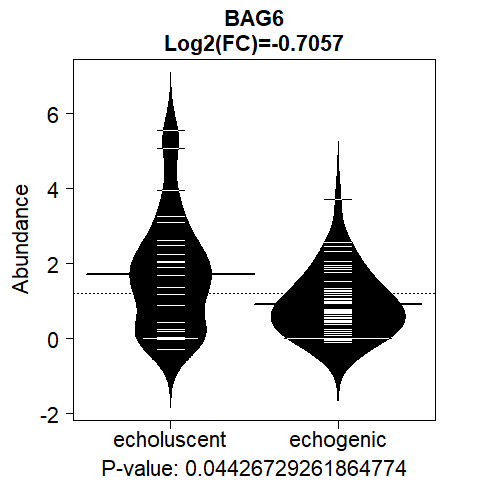 BAG6
Log2(FC)=-0.7057
Abundance
6
4
2
0
-2
echoluscent echogenic
P-value: 0.04426729261864774